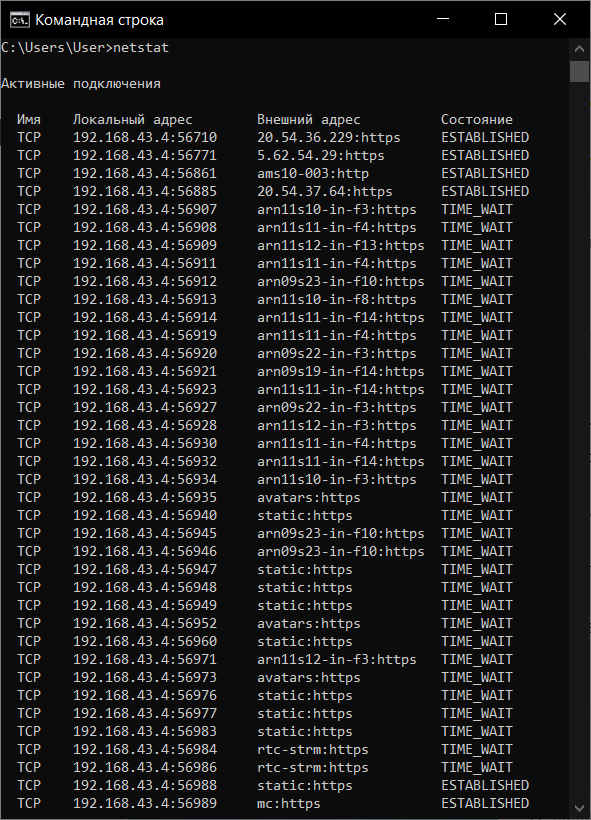 Командная строка
C:\Users\User>netstat
Активные подключения
Имя Локальный адрес Внешний адрес Состояние
TCP 192.168.43.4:56710 20.54.36.229:https ESTABLISHED
TCP 192.168.43.4:56771 5.62.54.29:https ESTABLISHED
TCP 192.168.43.4:56861 ams10-003:http ESTABLISHED
TCP 192.168.43.4:56885 20.54.37.64:https ESTABLISHED
TCP 192.168.43.4:56907 arn11s10-in-f3:https TIME_WAIT
TCP 192.168.43.4:56908 arn11s11-in-f4:https TIME_WAIT
TCP 192.168.43.4:56909 arn11s12-in-f13:https TIME_WAIT
TCP 192.168.43.4:56911 arn11s11-in-f4:https TIME_WAIT
TCP 192.168.43.4:56912 arn09s23-in-f10:https TIME_WAIT
TCP 192.168.43.4:56913 arn11s10-in-f8:https TIME_WAIT
TCP 192.168.43.4:56914 arn11s11-in-f14:https TIME_WAIT
TCP 192.168.43.4:56919 arn11s11-in-f4:https TIME_WAIT
TCP 192.168.43.4:56920 arn09s22-in-f3:https TIME_WAIT
TCP 192.168.43.4:56921 arn09s19-in-f14:https TIME_WAIT
TCP 192.168.43.4:56923 arn11s11-in-f14:https TIME_WAIT
TCP 192.168.43.4:56927 arn09s22-in-f3:https TIME_WAIT
TCP 192.168.43.4:56928 arn11s12-in-f3:https TIME_WAIT
TCP 192.168.43.4:56930 arn11s11-in-f4:https TIME_WAIT
TCP 192.168.43.4:56932 arn11s11-in-f14:https TIME_WAIT
TCP 192.168.43.4:56934 arn11s10-in-f3:https TIME_WAIT
TCP 192.168.43.4:56935 avatars:https TIME_WAIT
TCP 192.168.43.4:56940 static:https TIME_WAIT
TCP 192.168.43.4:56945 arn09s23-in-f10:https TIME_WAIT
TCP 192.168.43.4:56946 arn09s23-in-f10:https TIME_WAIT
TCP 192.168.43.4:56947 static:https TIME_WAIT
TCP 192.168.43.4:56948 static:https TIME_WAIT
TCP 192.168.43.4:56949 static:https TIME_WAIT
TCP 192.168.43.4:56952 avatars:https TIME_WAIT
TCP 192.168.43.4:56960 static:https TIME_WAIT
TCP 192.168.43.4:56971 arn11s12-in-f3:https TIME_WAIT
TCP 192.168.43.4:56973 avatars:https TIME_WAIT
TCP 192.168.43.4:56976 static:https TIME_WAIT
TCP 192.168.43.4:56977 static:https TIME_WAIT
TCP 192.168.43.4:56983 static:https TIME_WAIT
TCP 192.168.43.4:56984 rtc-strm:https TIME_WAIT
TCP 192.168.43.4:56986 rtc-strm:https TIME_WAIT
TCP 192.168.43.4:56988 static:https ESTABLISHED
TCP 192.168.43.4:56989 mc:https ESTABLISHED